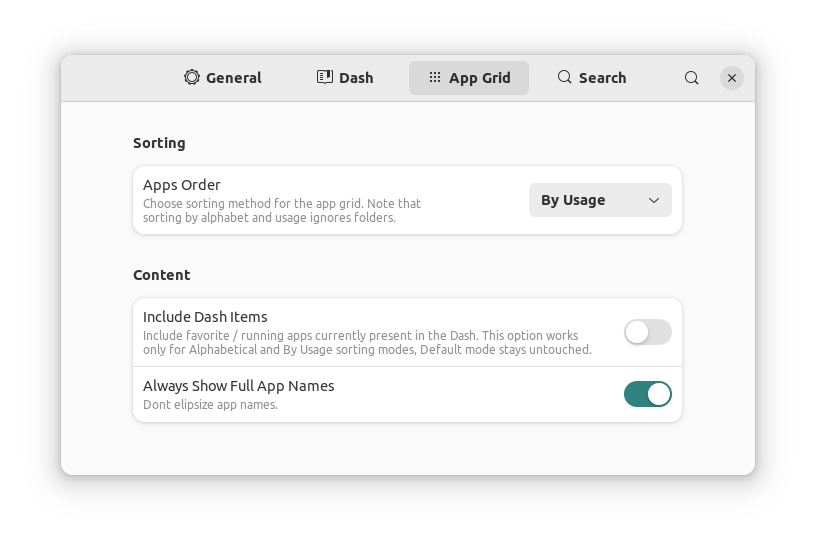 General Dash App Grid Search
Sorting
Apps Order
Choose sorting method for the app grid. Note that
sorting by alphabet and usage ignores folders.
By Usage
Content
Include Dash Items
Include favorite / running apps currently present in the Dash. This option works
only for Alphabetical and By Usage sorting modes, Default mode stays untouched.
Always Show Full App Names
Dont elipsize app names.